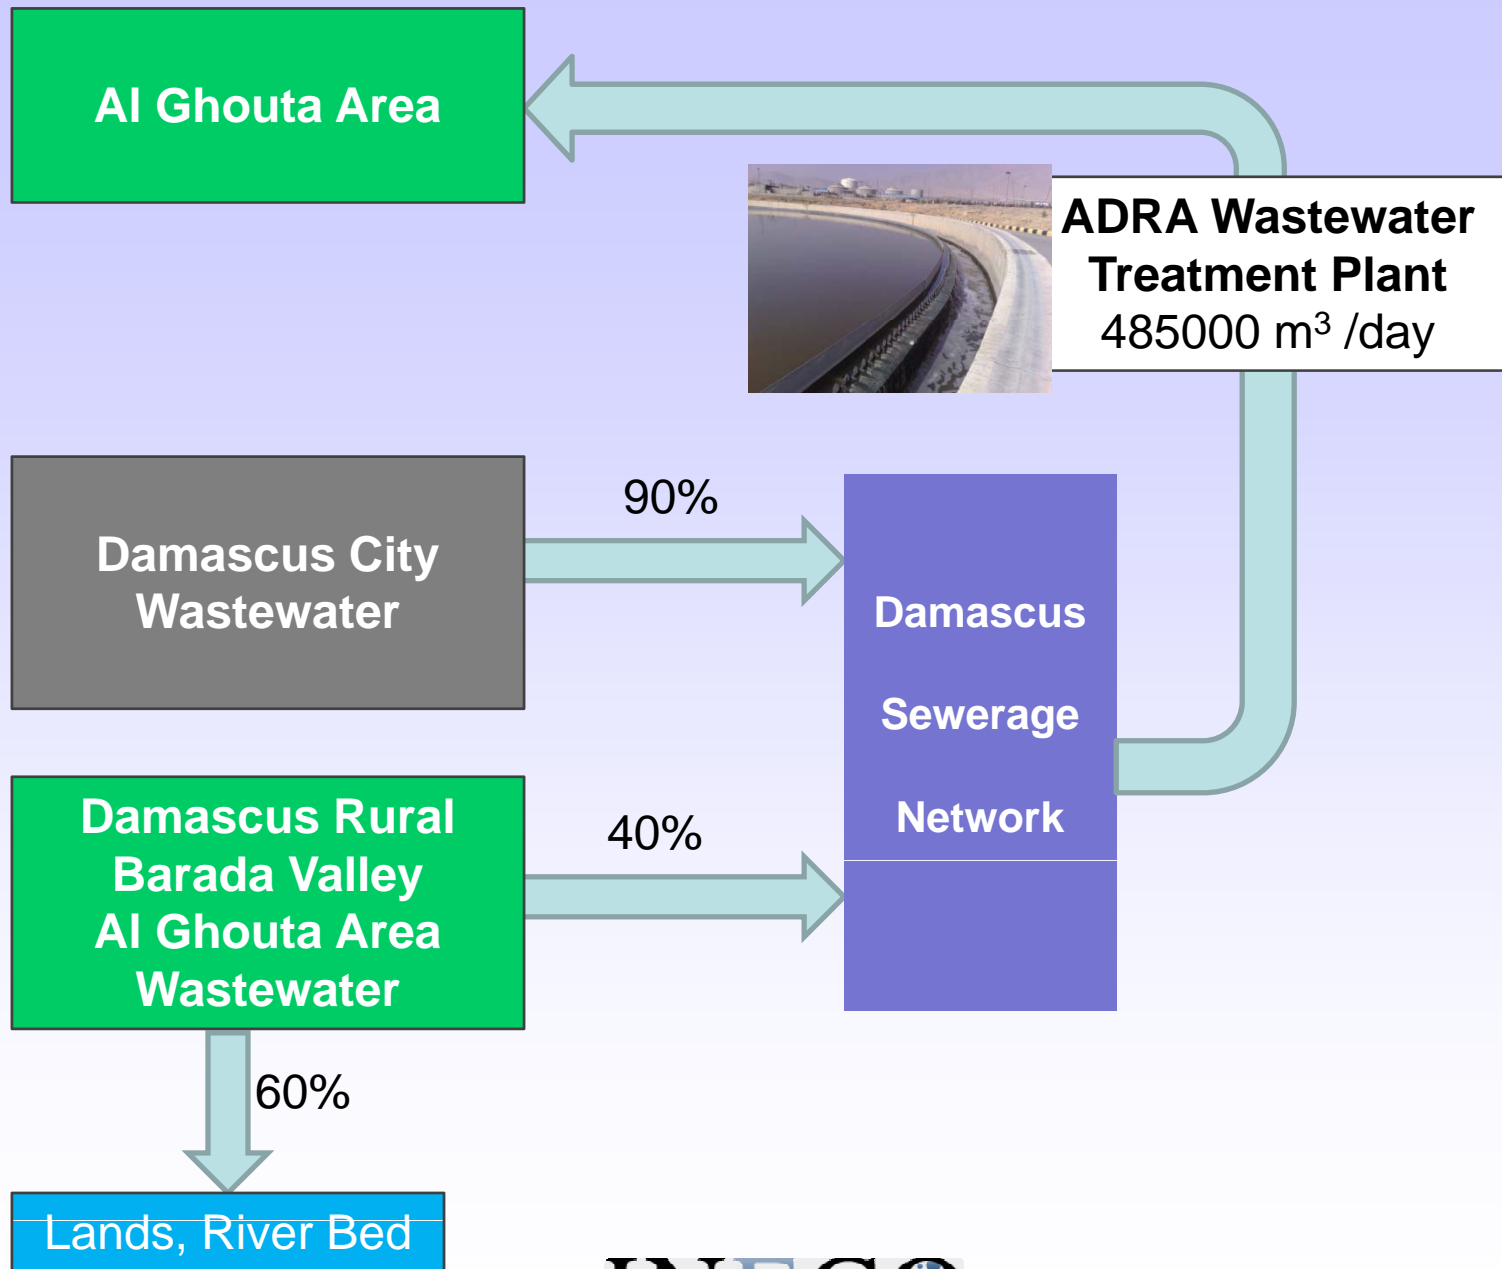 Al Ghouta Area
ADRA Wastewater
Treatment Plant
485000 m³ /day
Damascus City
Wastewater
90%
Damascus
Sewerage
Network
Damascus Rural
Barada Valley
Al Ghouta Area
Wastewater
40%
60%
Lands, River Bed